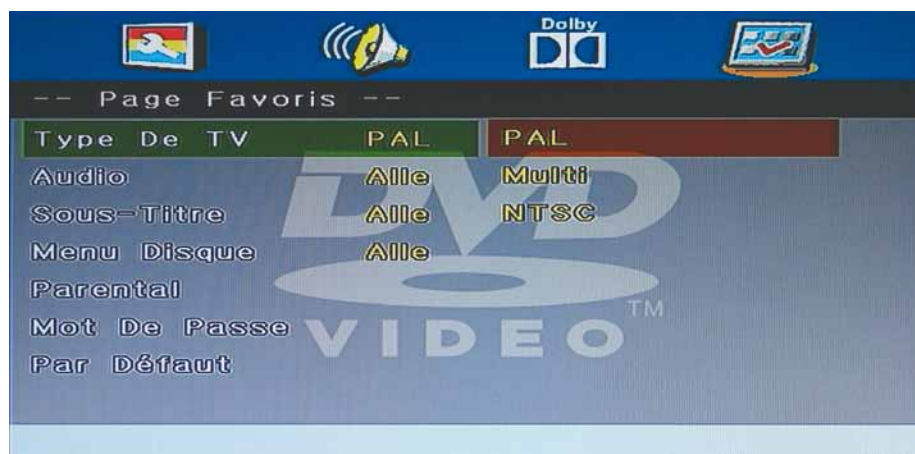 Dolby
-- Page Favoris --
Type De TV PAL PAL
Audio Alle Multi
Sous-Titre Alle NTSC
Menu Disque Alle
Parental
Mot De Passe
Par Défaut
DVD
VIDEO TM